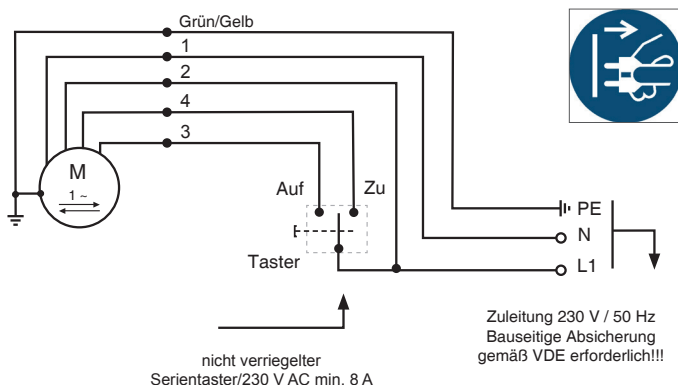 Grün/Gelb
1
2
4
3
M
1 ~
Auf
Zu
Taster
PE
N
L1
nicht verriegelter
Serientaster/230 V AC min. 8 A
Zuleitung 230 V / 50 Hz
Bauseitige Absicherung
gemäß VDE erforderlich!!!